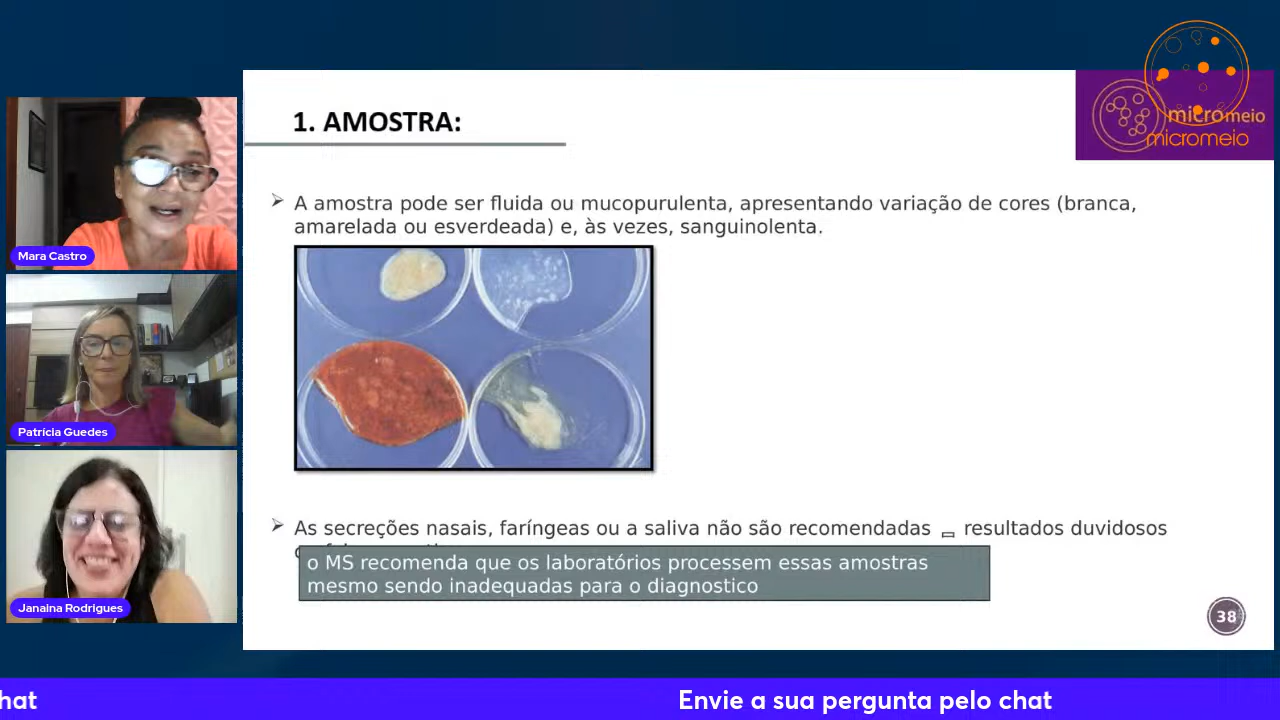 1. AMOSTRA:
micromeio
micromeio
A amostra pode ser fluida ou mucopurulenta, apresentando variação de cores (branca,
amarelada ou esverdeada) e, às vezes, sanguinolenta.
As secreções nasais, faríngeas ou a saliva não são recomendadas resultados duvidosos
o MS recomenda que os laboratórios processem essas amostras
mesmo sendo inadequadas para o diagnostico
38
Mara Castro
Patrícia Guedes
Janaina Rodrigues
hat
Envie a sua pergunta pelo chat